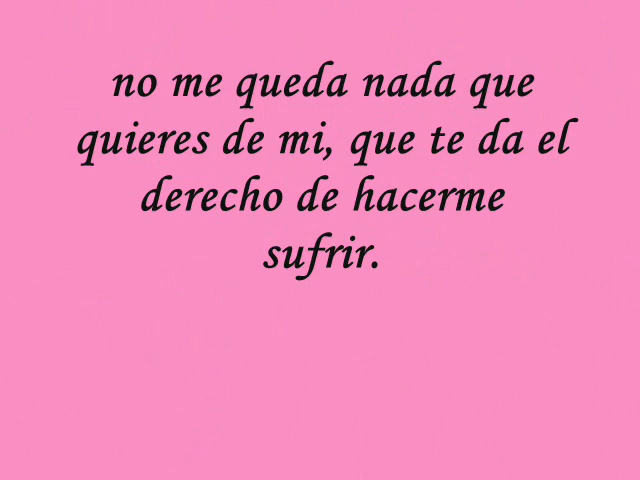 no me queda nada que
quieres de mi, que te da el
derecho de hacerme
sufrir.